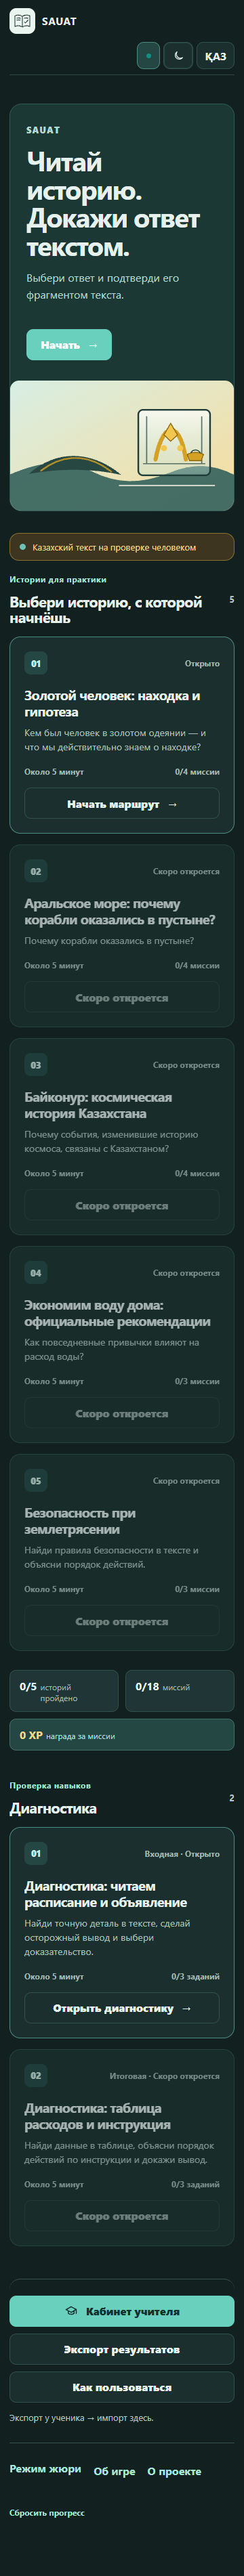 SAUAT
ҚАЗ
SAUAT
Читай
историю.
Докажи ответ
текстом.
Выбери ответ и подтверди его
фрагментом текста.
Начать →
Казахский текст на проверке человеком
Истории для практики
Выбери историю, с которой
начнёшь
5
01
Открыто
Золотой человек: находка и
гипотеза
Кем был человек в золотом одеянии — и
что мы действительно знаем о находке?
Около 5 минут
0/4 миссии
Начать маршрут →
02
Скоро откроется
Аральское море: почему
корабли оказались в пустыне?
Почему корабли оказались в пустыне?
Около 5 минут
0/4 миссии
Скоро откроется
03
Скоро откроется
Байконур: космическая
история Казахстана
Почему события, изменившие историю
космоса, связаны с Казахстаном?
Около 5 минут
0/4 миссии
Скоро откроется
04
Скоро откроется
Экономим воду дома:
официальные рекомендации
Как повседневные привычки влияют на
расход воды?
Около 5 минут
0/3 миссии
Скоро откроется
05
Скоро откроется
Безопасность при
землетрясении
Найди правила безопасности в тексте и
объясни порядок действий.
Около 5 минут
0/3 миссии
Скоро откроется
0/5 историй
пройдено
0/18 миссий
0 XP награда за миссии
Проверка навыков
Диагностика
2
01
Входная · Открыто
Диагностика: читаем
расписание и объявление
Найди точную деталь в тексте, сделай
осторожный вывод и выбери
доказательство.
Около 5 минут
0/3 заданий
Открыть диагностику →
02
Итоговая · Скоро откроется
Диагностика: таблица
расходов и инструкция
Найди данные в таблице, объясни порядок
действий по инструкции и докажи вывод.
Около 5 минут
0/3 заданий
Скоро откроется
Кабинет учителя
Экспорт результатов
Как пользоваться
Экспорт у ученика → импорт здесь.
Режим жюри
Об игре
О проекте
Сбросить прогресс